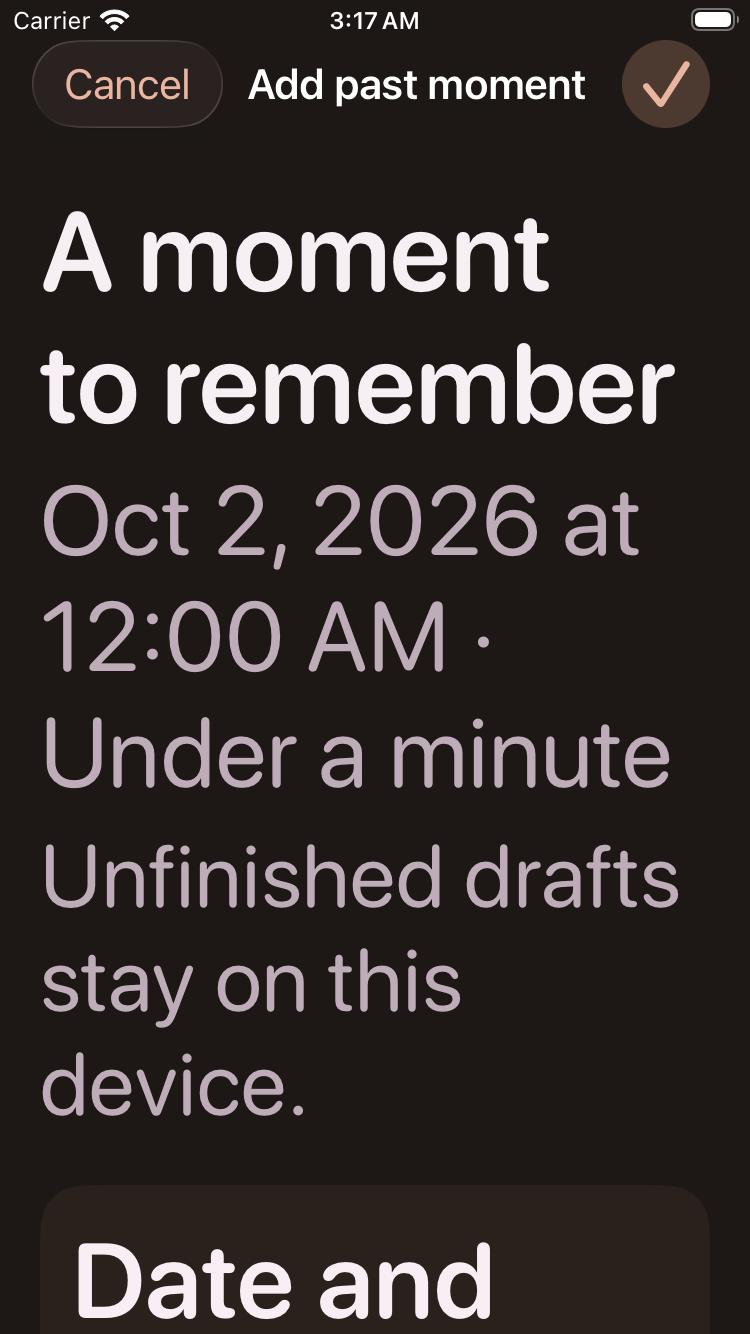 Carrier 3:17 AM
Cancel Add past moment
A moment
to remember
Oct 2, 2026 at
12:00 AM ·
Under a minute
Unfinished drafts
stay on this
device.
Date and